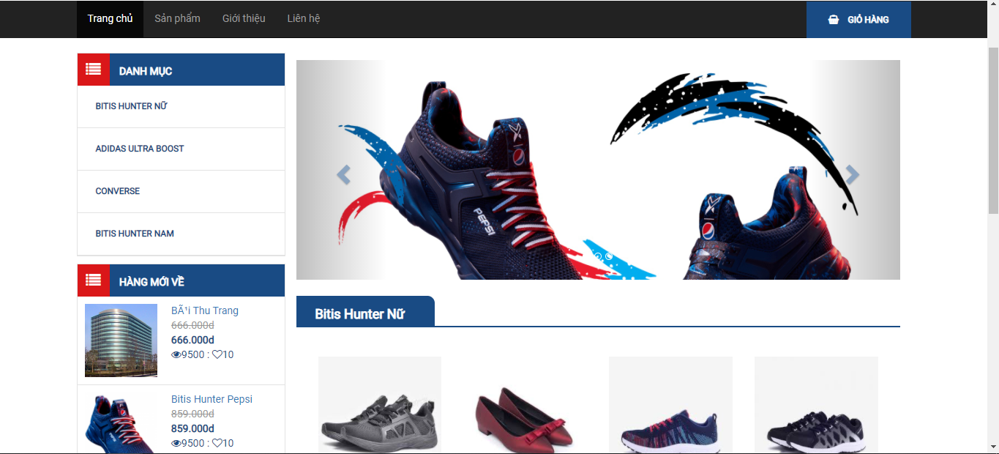 Trang chủ
Sản phẩm
Giới thiệu
Liên hệ
GIỎ HÀNG
DANH MỤC
BITIS HUNTER NỮ
ADIDAS ULTRA BOOST
CONVERSE
BITIS HUNTER NAM
HÀNG MỚI VỀ
BÃ¹i Thu Trang
666.000đ
666.000đ
9500 : 10
Bitis Hunter Pepsi
859.000đ
859.000đ
9500 : 10
PEPSI
Bitis Hunter Nữ